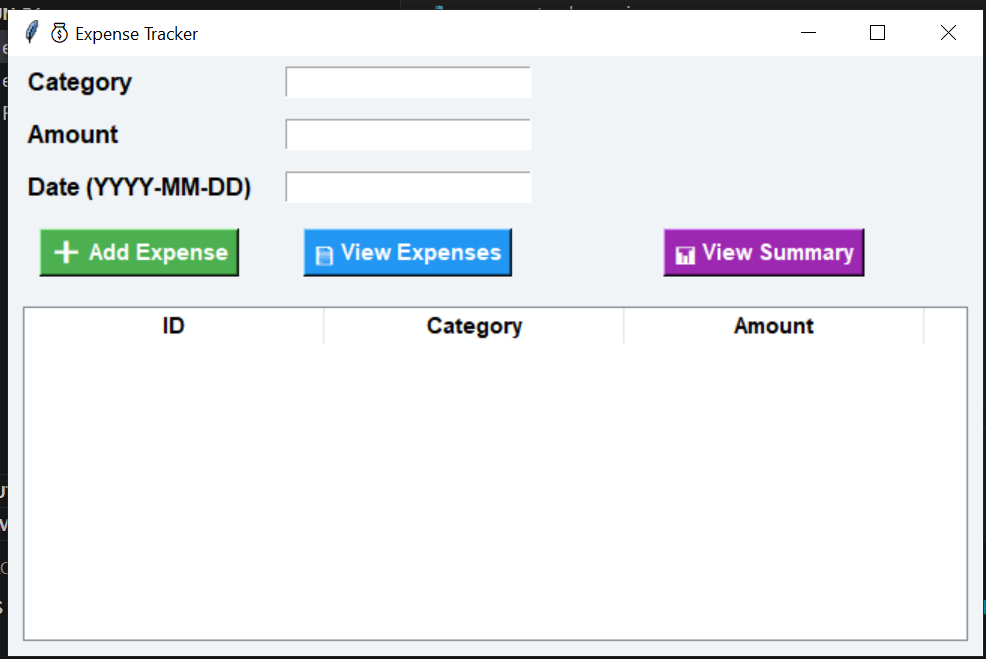 Expense Tracker
Category
Amount
Date (YYYY-MM-DD)
Add Expense
View Expenses
View Summary
ID
Category
Amount